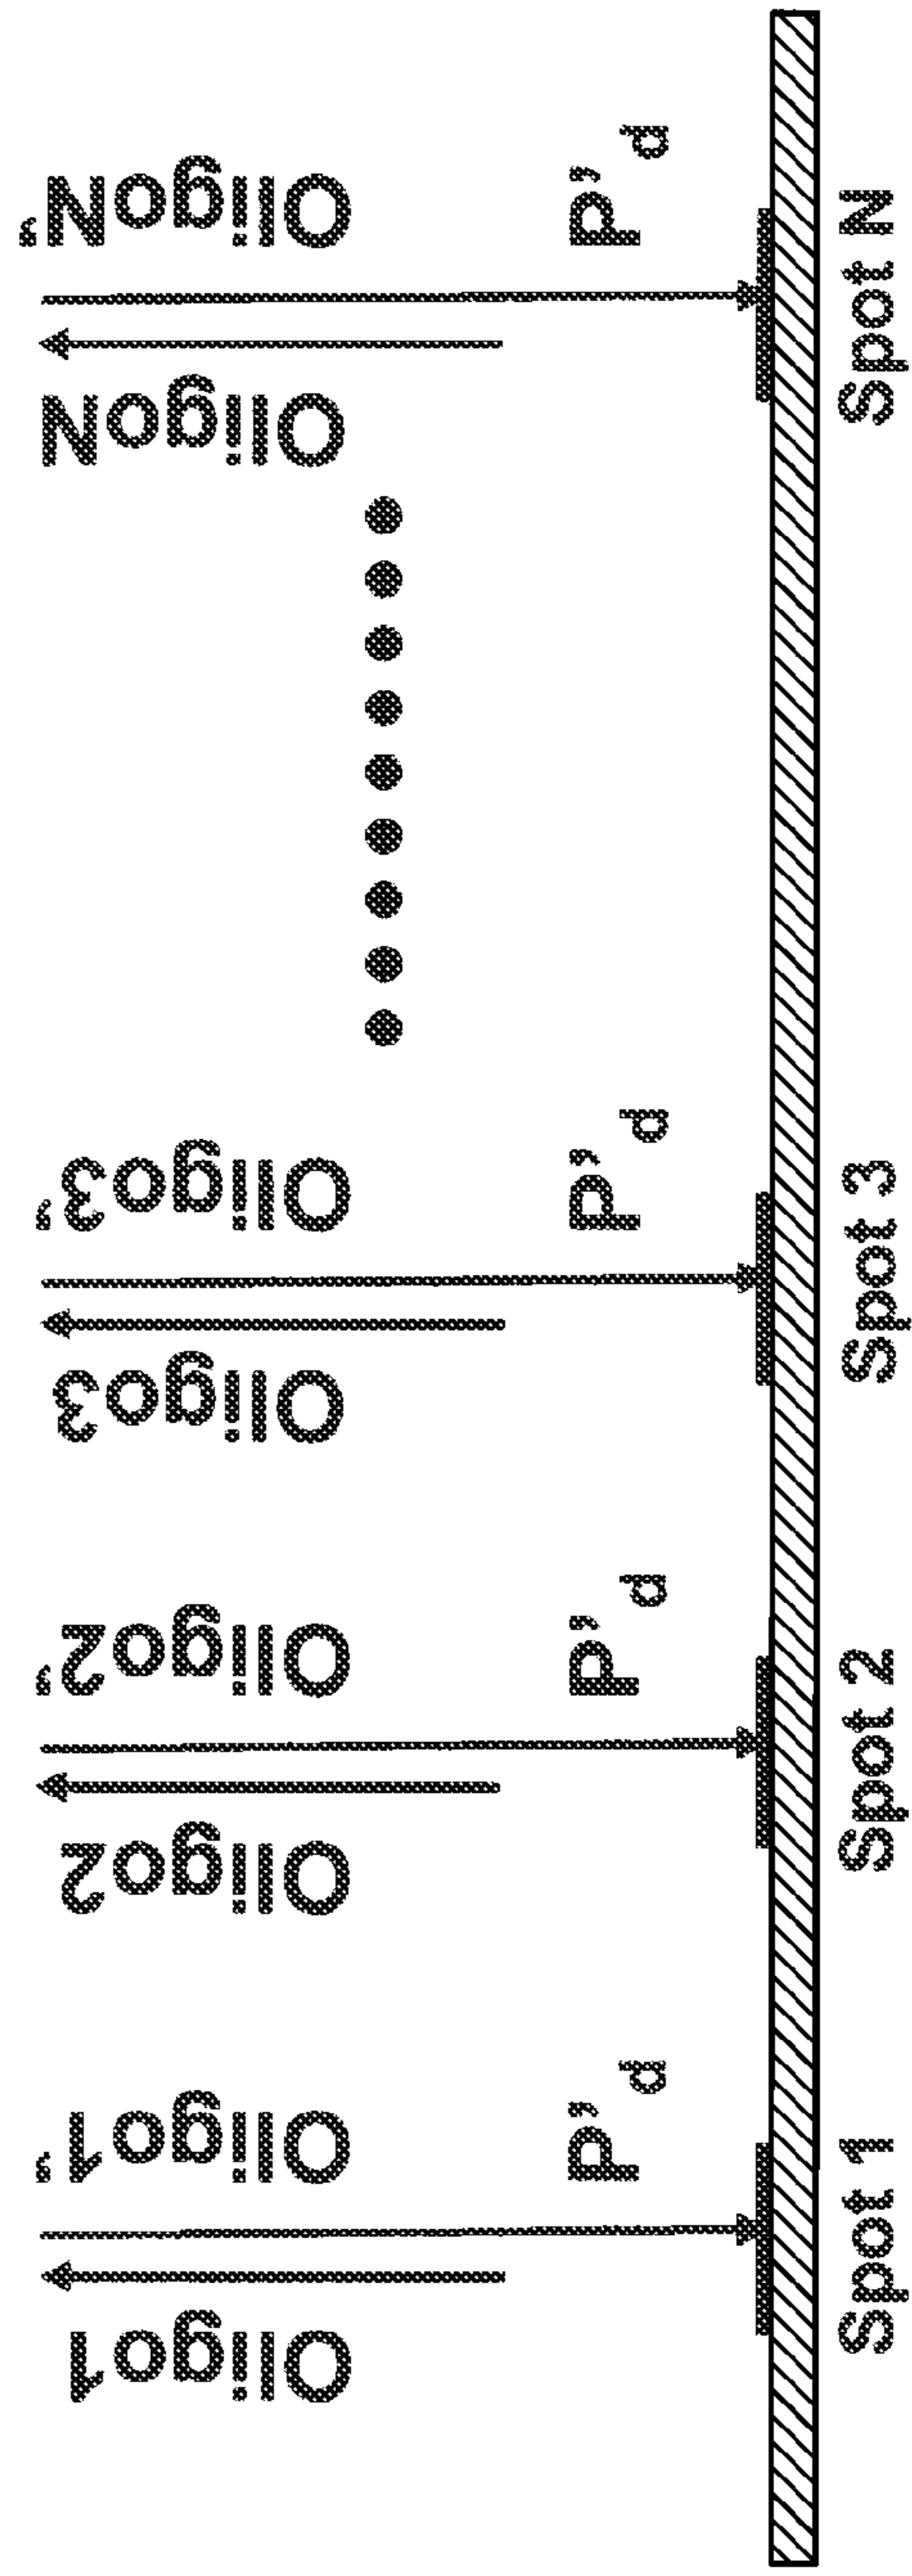 Oligo1 Oligo1’ Oligo2 Oligo2’ Oligo3 Oligo3’ OligoN OligoN’
P’d P’d P’d P’d
Spot 1 Spot 2 Spot 3 Spot N